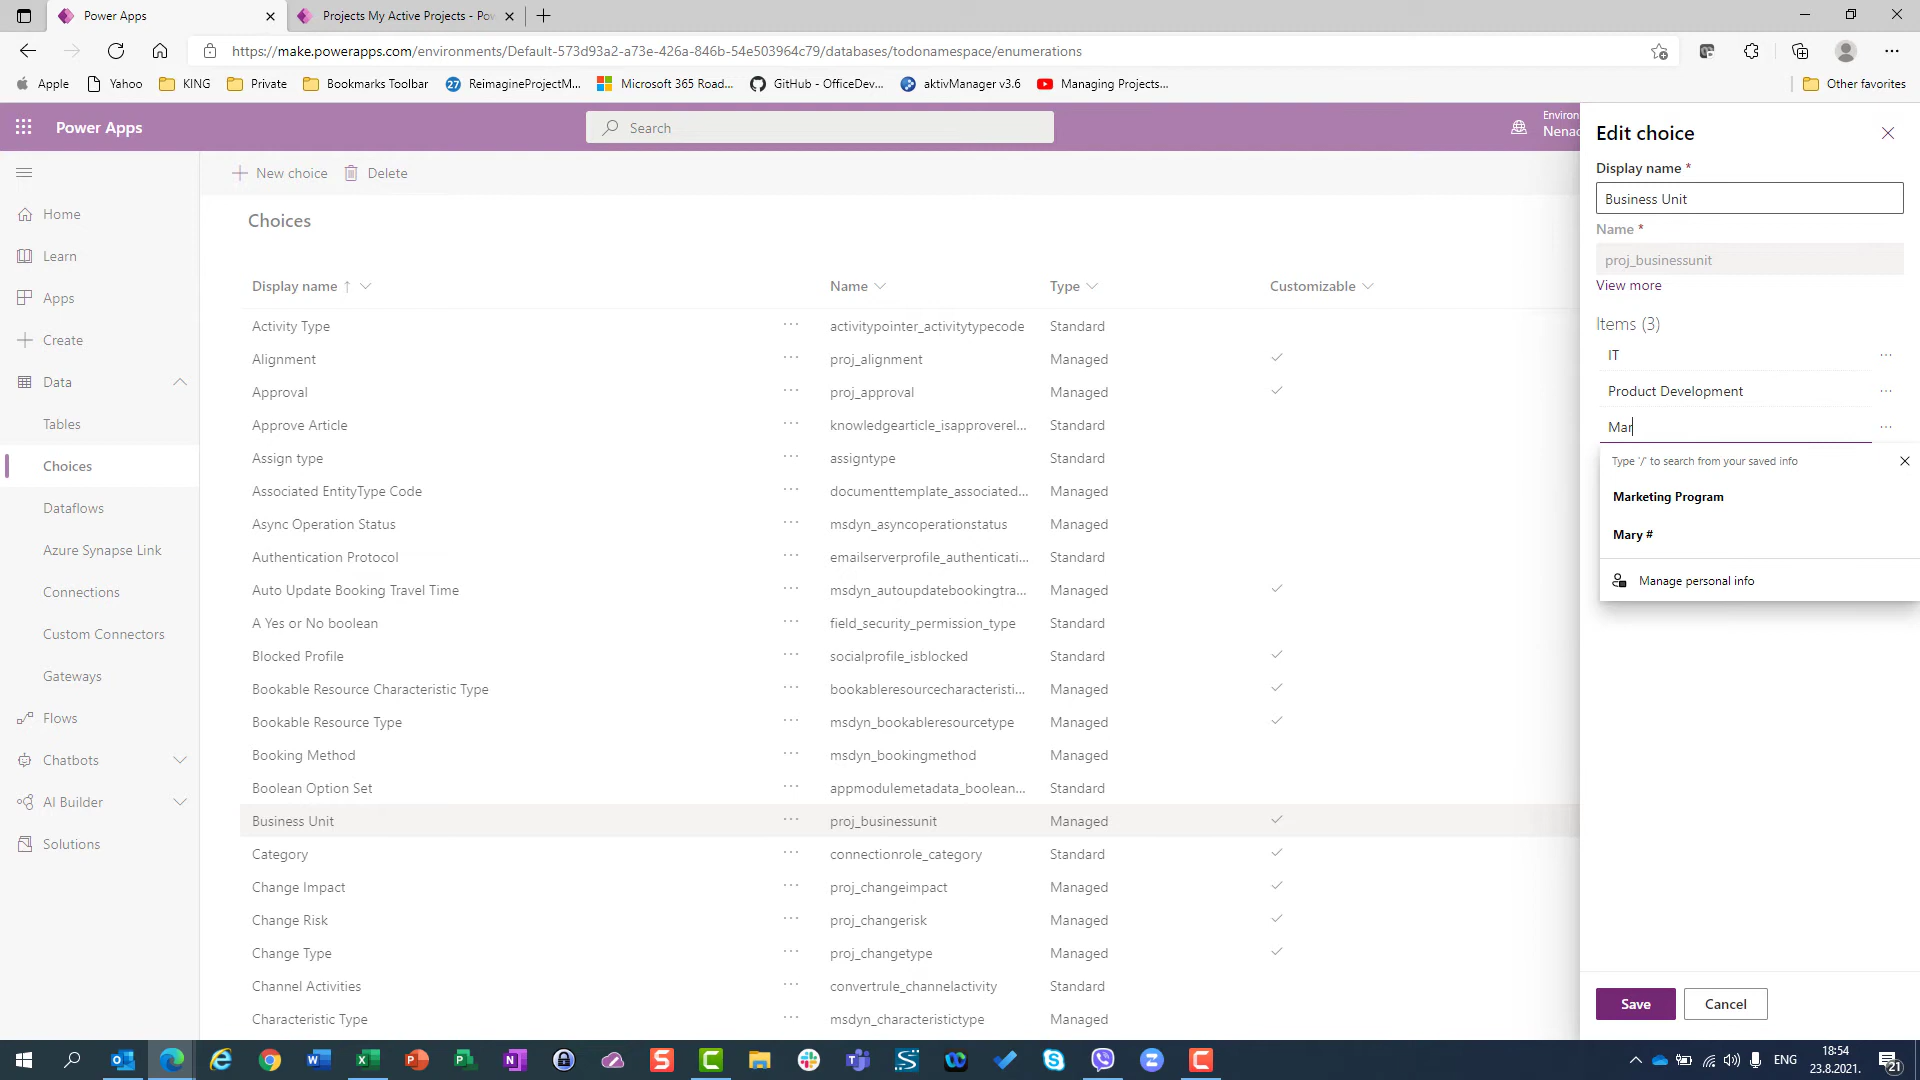 Power Apps
Projects My Active Projects - Pow
https://make.powerapps.com/environments/Default-573d93a2-a73e-426a-846b-54e503964c79/databases/todonamespace/enumerations
Apple
Yahoo
KING
Private
Bookmarks Toolbar
27
ReimagineProjectM...
Microsoft 365 Road...
GitHub - OfficeDev...
aktivManager v3.6
Managing Projects...
Other favorites
Power Apps
Search
Environ
Nenad
New choice
Delete
Home
Learn
Apps
Create
Data
Tables
Choices
Dataflows
Azure Synapse Link
Connections
Custom Connectors
Gateways
Flows
Chatbots
AI Builder
Solutions
Choices
Display name ↑ Name Type Customizable
Activity Type ··· activitypointer_activitytypecode Standard
Alignment ··· proj_alignment Managed
Approval ··· proj_approval Managed
Approve Article ··· knowledgearticle_isapproverel... Standard
Assign type ··· assigntype Standard
Associated EntityType Code ··· documenttemplate_associated... Managed
Async Operation Status ··· msdyn_asyncoperationstatus Managed
Authentication Protocol ··· emailserverprofile_authenticati... Standard
Auto Update Booking Travel Time ··· msdyn_autoupdatebookingtra... Managed
A Yes or No boolean ··· field_security_permission_type Standard
Blocked Profile ··· socialprofile_isblocked Standard
Bookable Resource Characteristic Type ··· bookableresourcecharacteristi... Managed
Bookable Resource Type ··· msdyn_bookableresourcetype Managed
Booking Method ··· msdyn_bookingmethod Managed
Boolean Option Set ··· appmodulemetadata_boolean... Standard
Business Unit ··· proj_businessunit Managed
Category ··· connectionrole_category Standard
Change Impact ··· proj_changeimpact Managed
Change Risk ··· proj_changerisk Managed
Change Type ··· proj_changetype Managed
Channel Activities ··· convertrule_channelactivity Standard
Characteristic Type ··· msdyn_characteristictype Managed
Edit choice
Display name *
Business Unit
Name *
proj_businessunit
View more
Items (3)
IT ···
Product Development ···
Mar ···
Type '/' to search from your saved info
Marketing Program
Mary #
Manage personal info
Save
Cancel
ENG
18:54
23.8.2021.
21